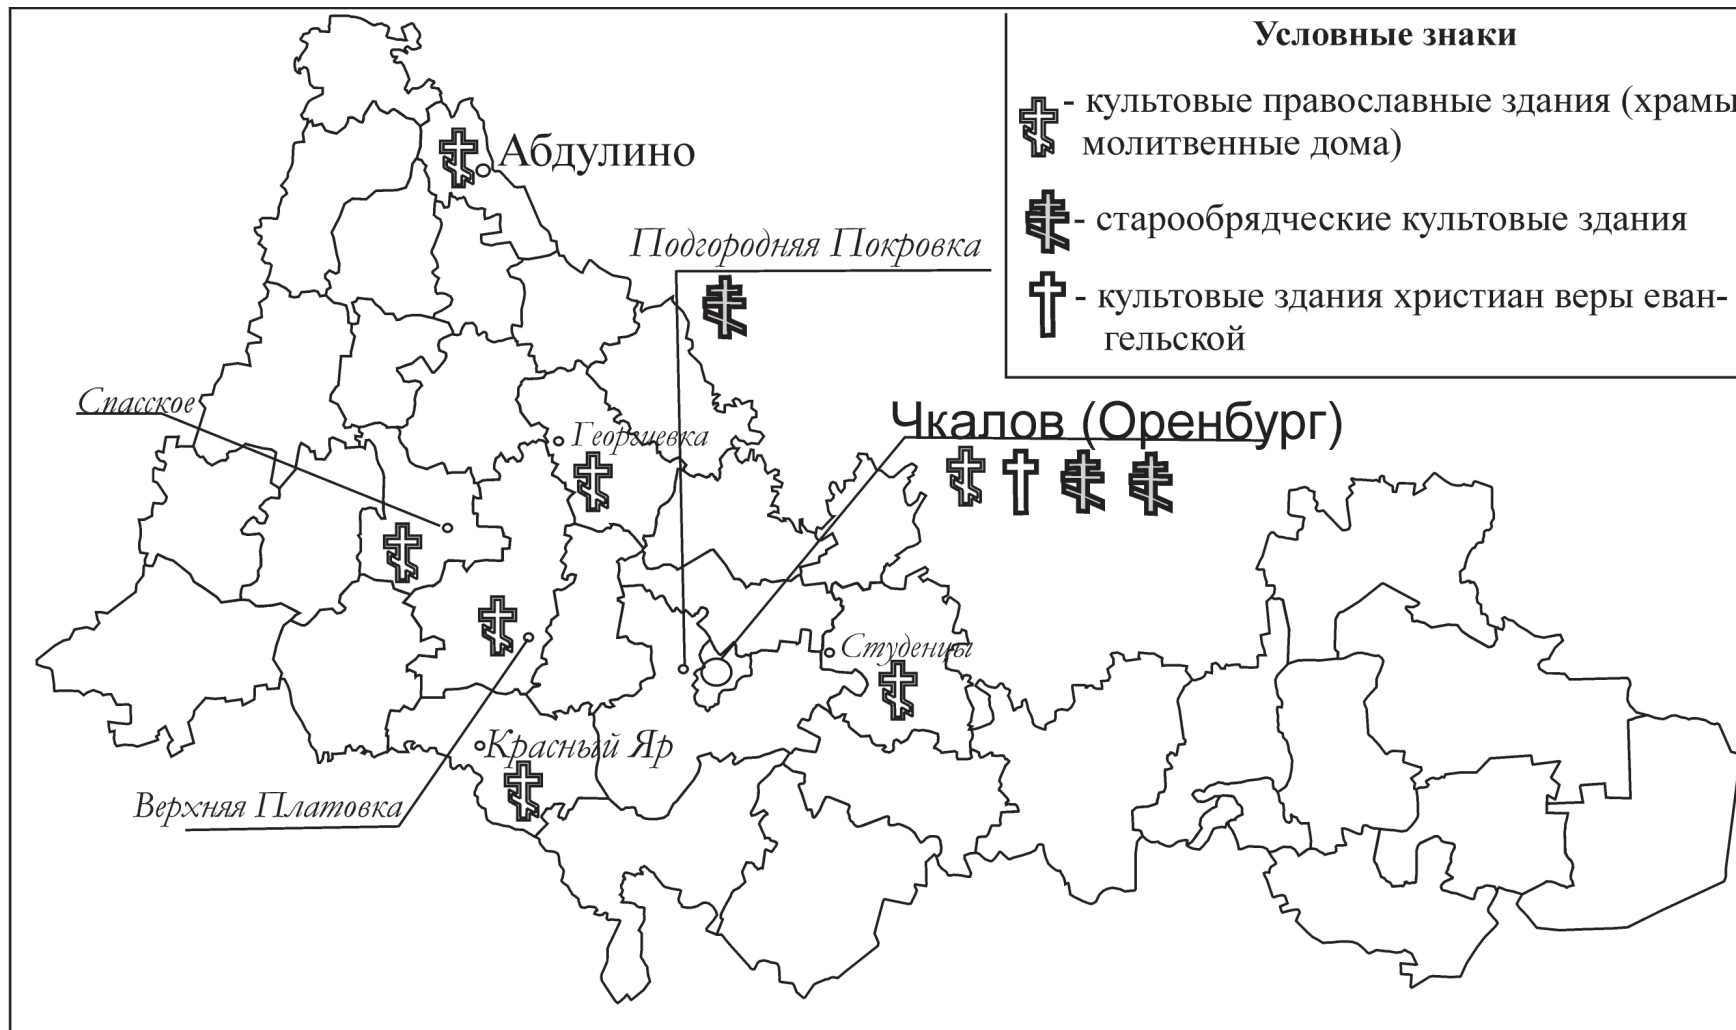 Условные знаки
- культовые православные здания (храмы
молитвенные дома)
- старообрядческие культовые здания
- культовые здания христиан веры еван-
гельской
Абдулино
Подгородняя Покровка
Спасское
Чкалов (Оренбург)
Георгиевка
Студенцы
Красный Яр
Верхняя Платовка